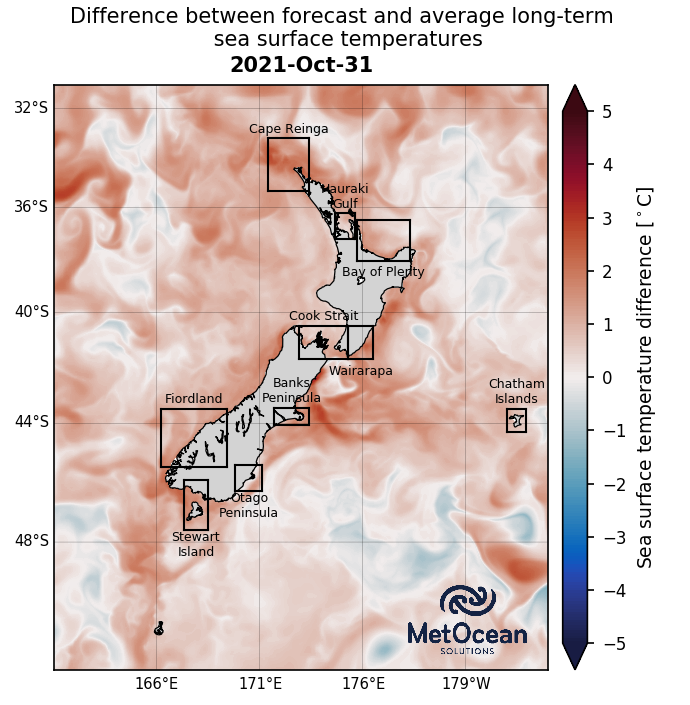 Difference between forecast and average long-term
sea surface temperatures
2021-Oct-31
32°S
36°S
40°S
44°S
48°S
166°E
171°E
176°E
179°W
Cape Reinga
Hauraki
Gulf
Bay of Plenty
Cook Strait
Wairarapa
Banks
Peninsula
Fiordland
Chatham
Islands
Otago
Peninsula
Stewart
Island
MetOcean
SOLUTIONS
5
4
3
2
1
0
−1
−2
−3
−4
−5
Sea surface temperature difference [°C]